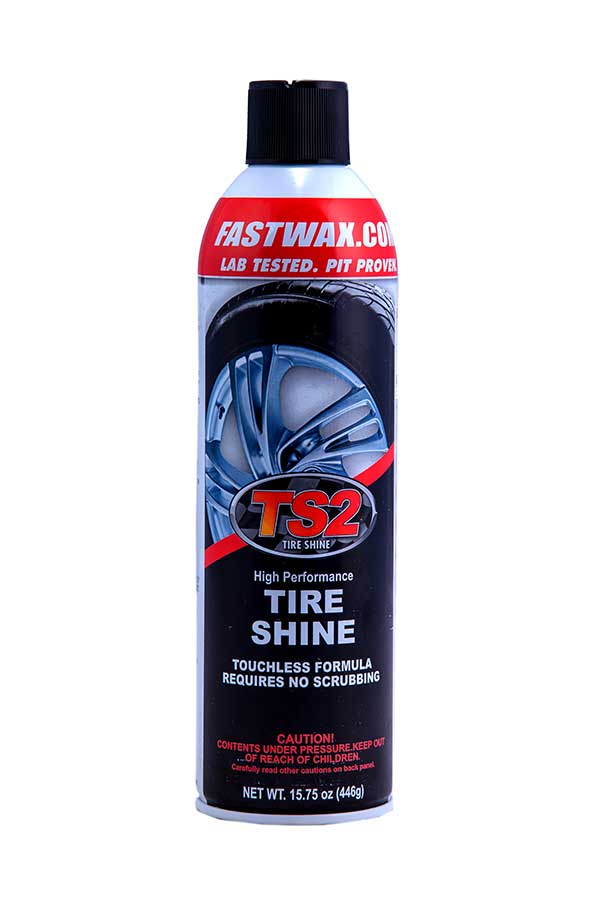 FASTWAX.COM
LAB TESTED. PIT PROVEN.
TS2
TIRE SHINE
High Performance
TIRE
SHINE
TOUCHLESS FORMULA
REQUIRES NO SCRUBBING
CAUTION!
CONTENTS UNDER PRESSURE.KEEP OUT
OF REACH OF CHILDREN.
Carefully read other cautions on back panel.
NET WT. 15.75 oz (446g)